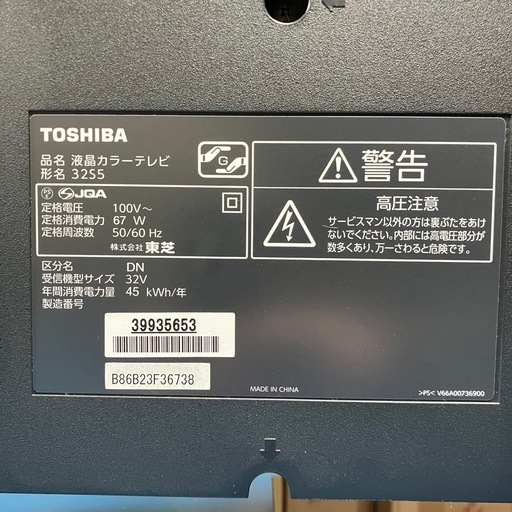 TOSHIBA
品名 液晶カラーテレビ
形名 32S5
G
PS E JQA
定格電圧 100V～
定格消費電力 67 W
定格周波数 50/60 Hz
株式会社 東芝
区分名 DN
受信機型サイズ 32V
年間消費電力量 45 kWh/年
製造番号
39935653
B86B23F36738
警告
高圧注意
サービスマン以外の方は裏ぶたをあけ
ないでください。内部には高電圧部分が
数多くあり、万一さわると危険です。
MADE IN CHINA
>PS< V66A00736900